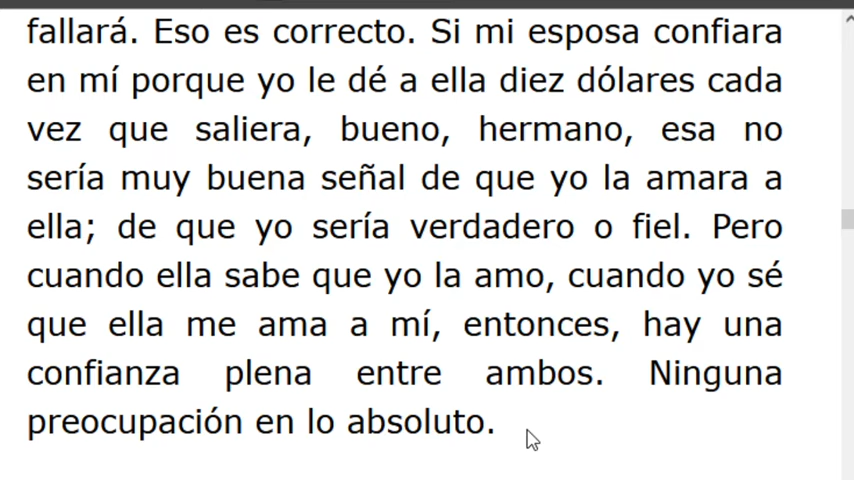 fallará. Eso es correcto. Si mi esposa confiara
en mí porque yo le dé a ella diez dólares cada
vez que saliera, bueno, hermano, esa no
sería muy buena señal de que yo la amara a
ella; de que yo sería verdadero o fiel. Pero
cuando ella sabe que yo la amo, cuando yo sé
que ella me ama a mí, entonces, hay una
confianza plena entre ambos. Ninguna
preocupación en lo absoluto.